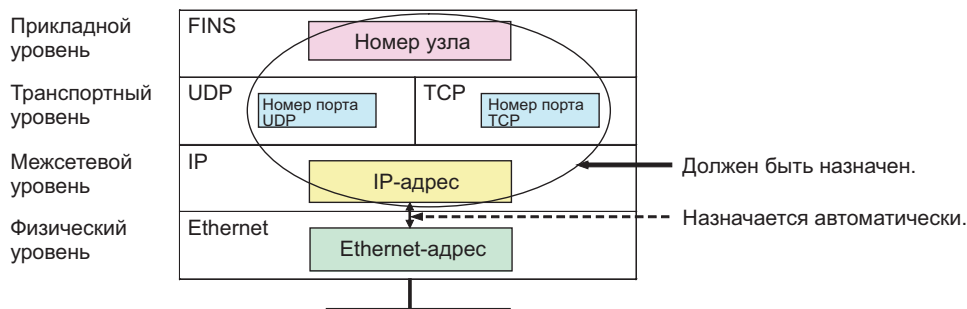 Прикладной
уровень
FINS
Номер узла
Транспортный
уровень
UDP
Номер порта
UDP
TCP
Номер порта
TCP
Межсетевой
уровень
IP
IP-адрес
Должен быть назначен.
Назначается автоматически.
Физический
уровень
Ethernet
Ethernet-адрес